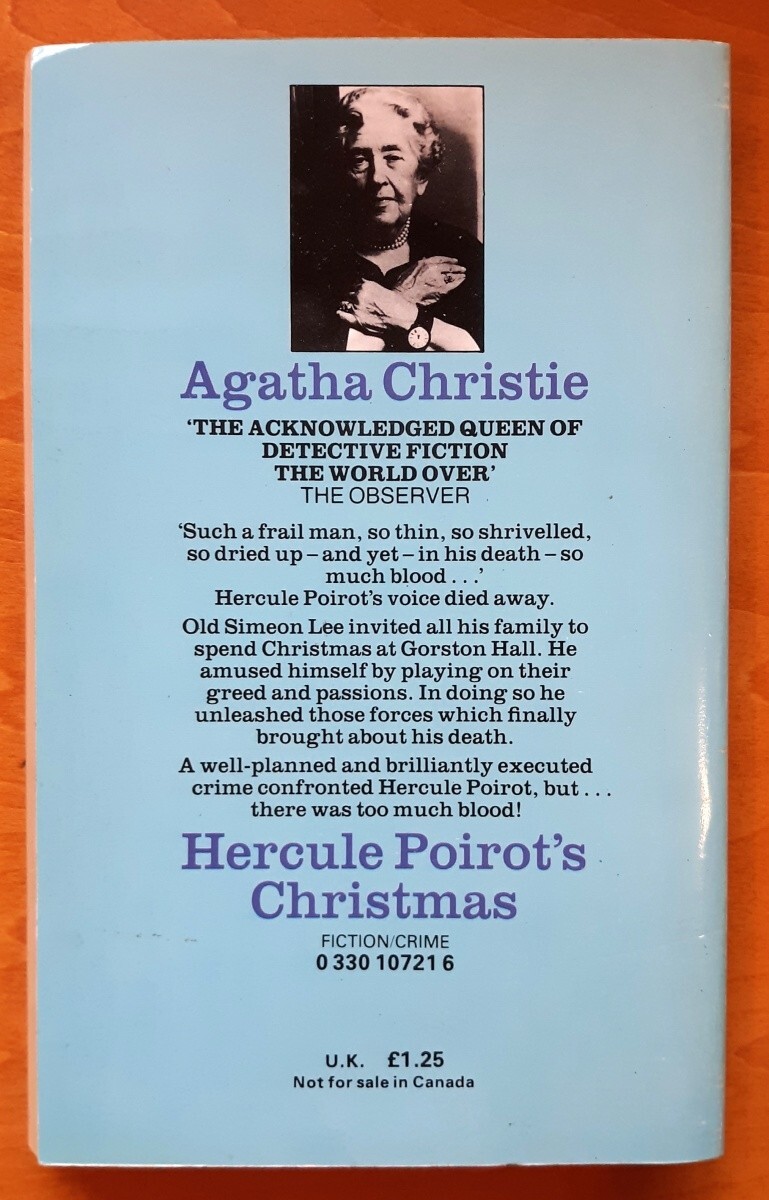 Agatha Christie
‘THE ACKNOWLEDGED QUEEN OF
DETECTIVE FICTION
THE WORLD OVER’
THE OBSERVER
‘Such a frail man, so thin, so shrivelled,
so dried up – and yet – in his death – so
much blood . . .’
Hercule Poirot’s voice died away.
Old Simeon Lee invited all his family to
spend Christmas at Gorston Hall. He
amused himself by playing on their
greed and passions. In doing so he
unleashed those forces which finally
brought about his death.
A well-planned and brilliantly executed
crime confronted Hercule Poirot, but . . .
there was too much blood!
Hercule Poirot’s
Christmas
FICTION/CRIME
0 330 10721 6
U.K. £1.25
Not for sale in Canada